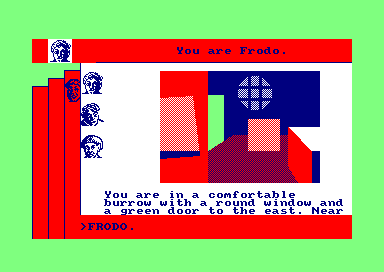 You are Frodo.
You are in a comfortable
burrow with a round window and
a green door to the east. Near
>FRODO.